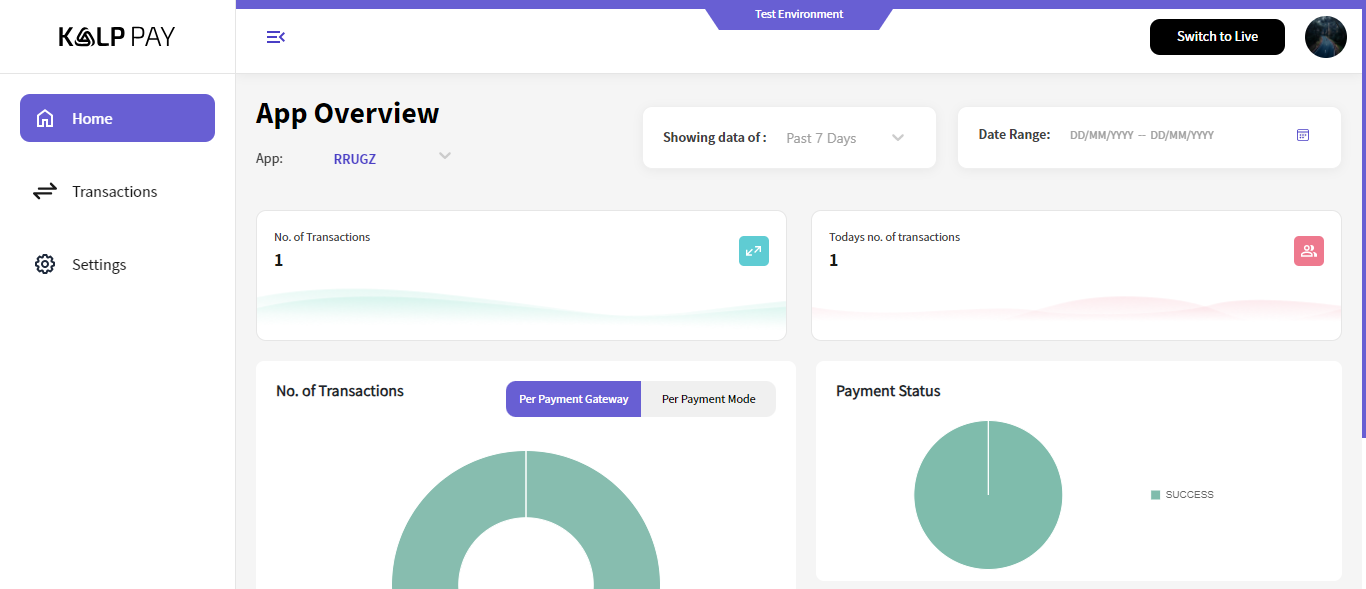 Test Environment
KALP PAY
Switch to Live
Home
Transactions
Settings
App Overview
App:
RRUGZ
Showing data of :
Past 7 Days
Date Range:
DD/MM/YYYY -- DD/MM/YYYY
No. of Transactions
1
Todays no. of transactions
1
No. of Transactions
Per Payment Gateway
Per Payment Mode
Payment Status
SUCCESS